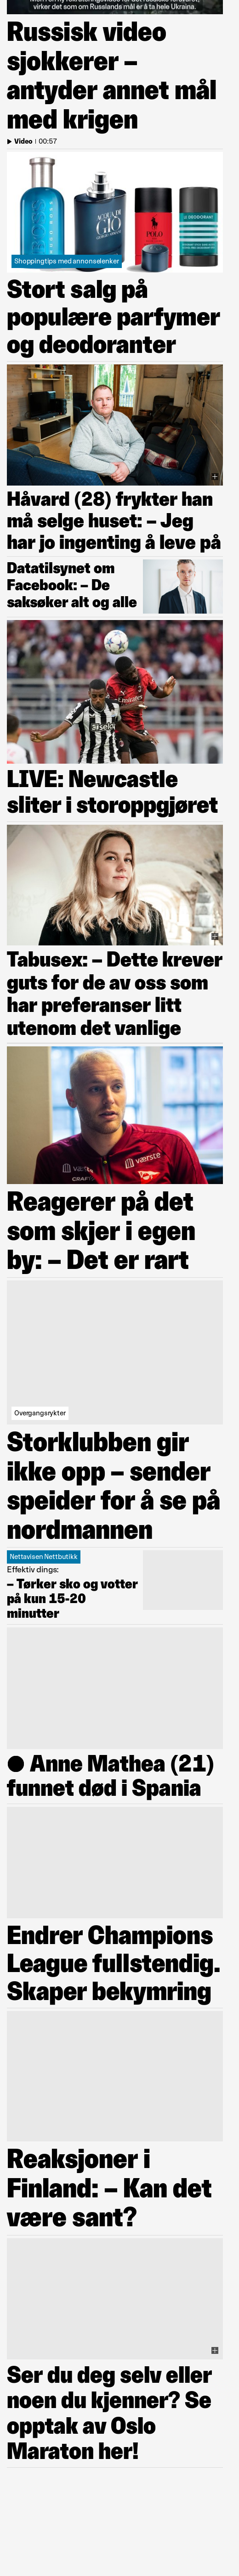 virker det som om Russlands mål er å ta hele Ukraina.
Russisk video
sjokkerer –
antyder annet mål
med krigen
Video | 00:57
BOSS
ACQUA DI
GIÒ
POLO
DEODORANT
Shoppingtips med annonselenker
Stort salg på
populære parfymer
og deodoranter
Håvard (28) frykter han
må selge huset: – Jeg
har jo ingenting å leve på
Datatilsynet om
Facebook: – De
saksøker alt og alle
LIVE: Newcastle
sliter i storoppgjøret
Tabusex: – Dette krever
guts for de av oss som
har preferanser litt
utenom det vanlige
værste
Reagerer på det
som skjer i egen
by: – Det er rart
Overgangsrykter
Storklubben gir
ikke opp – sender
speider for å se på
nordmannen
Nettavisen Nettbutikk
Effektiv dings:
– Tørker sko og votter
på kun 15-20
minutter
● Anne Mathea (21)
funnet død i Spania
Endrer Champions
League fullstendig.
Skaper bekymring
Reaksjoner i
Finland: – Kan det
være sant?
Ser du deg selv eller
noen du kjenner? Se
opptak av Oslo
Maraton her!